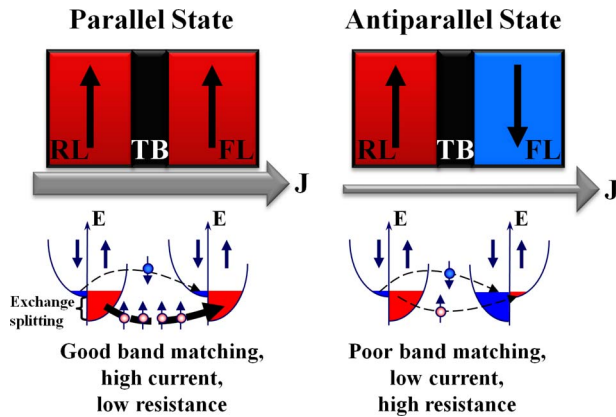 Parallel State
Antiparallel State
RL TB FL
J
RL TB FL
J
E
E
Exchange
splitting
Good band matching,
high current,
low resistance
Poor band matching,
low current,
high resistance